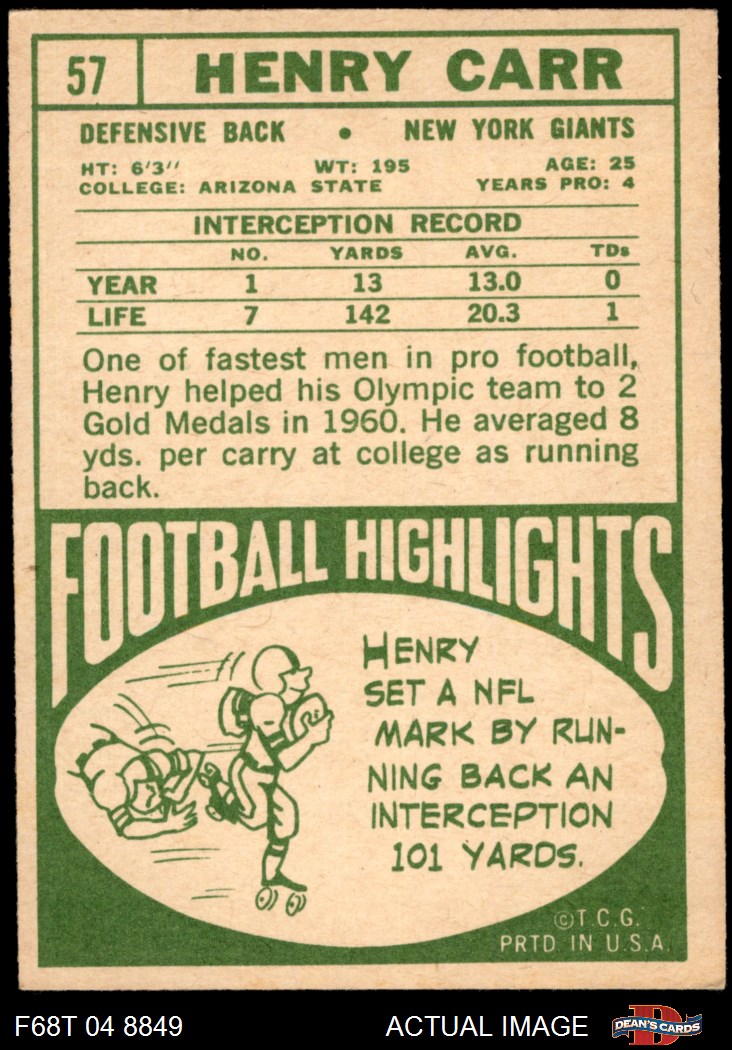 57 HENRY CARR
DEFENSIVE BACK • NEW YORK GIANTS
HT: 6'3'' WT: 195 AGE: 25
COLLEGE: ARIZONA STATE YEARS PRO: 4
INTERCEPTION RECORD
NO. YARDS AVG. TDs
YEAR 1 13 13.0 0
LIFE 7 142 20.3 1
One of fastest men in pro football,
Henry helped his Olympic team to 2
Gold Medals in 1960. He averaged 8
yds. per carry at college as running
back.
FOOTBALL HIGHLIGHTS
HENRY
SET A NFL
MARK BY RUN-
NING BACK AN
INTERCEPTION
101 YARDS.
©T.C.G.
PRTD. IN U.S.A.
F68T 04 8849 ACTUAL IMAGE D DEAN'S CARDS